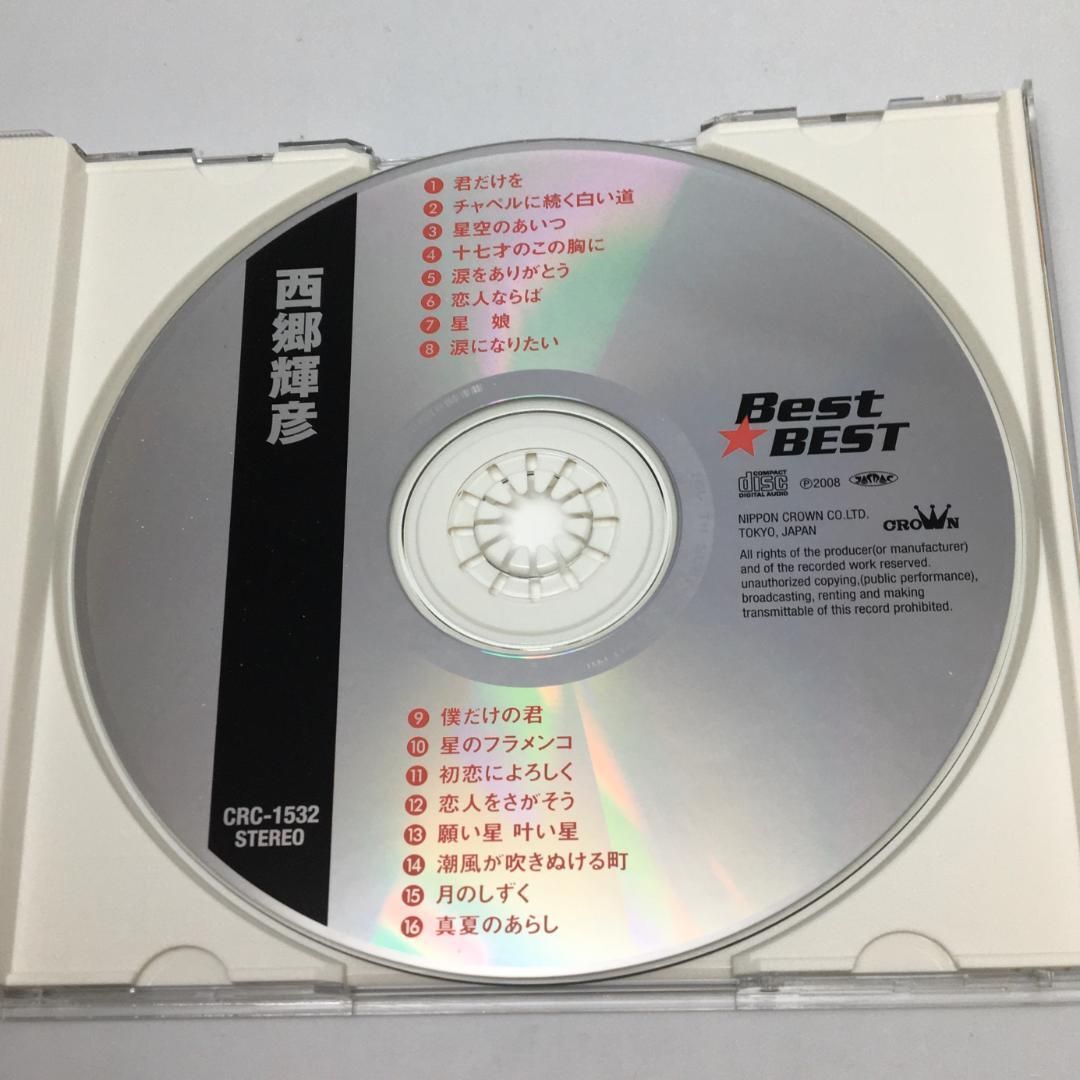 西郷輝彦
CRC-1532
STEREO
1 君だけを
2 チャペルに続く白い道
3 星空のあいつ
4 十七才のこの胸に
5 涙をありがとう
6 恋人ならば
7 星 娘
8 涙になりたい
Best
BEST
COMPACT
disc
DIGITAL AUDIO
Ⓟ2008
JASRAC
NIPPON CROWN CO.LTD.
TOKYO, JAPAN
CROWN
All rights of the producer(or manufacturer)
and of the recorded work reserved.
unauthorized copying,(public performance),
broadcasting, renting and making
transmittable of this record prohibited.
9 僕だけの君
10 星のフラメンコ
11 初恋によろしく
12 恋人をさがそう
13 願い星 叶い星
14 潮風が吹きぬける町
15 月のしずく
16 真夏のあらし